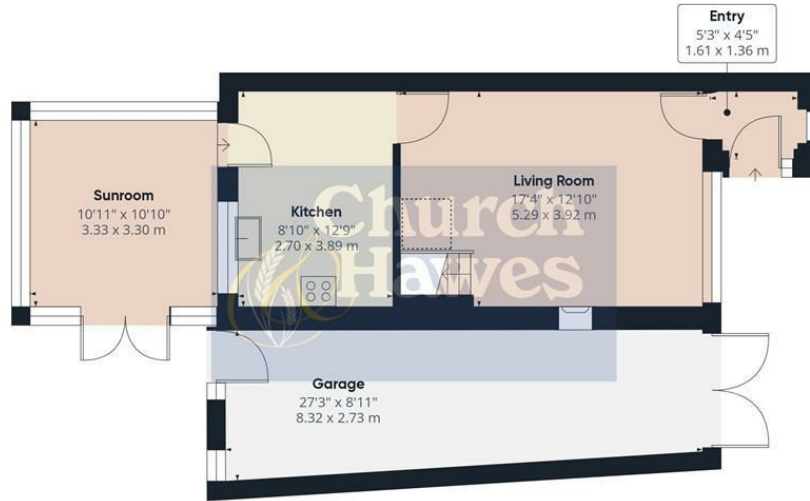 Entry
5'3" x 4'5"
1.61 x 1.36 m
Sunroom
10'11" x 10'10"
3.33 x 3.30 m
Kitchen
8'10" x 12'9"
2.70 x 3.89 m
Living Room
17'4" x 12'10"
5.29 x 3.92 m
Church
Hawes
Garage
27'3" x 8'11"
8.32 x 2.73 m